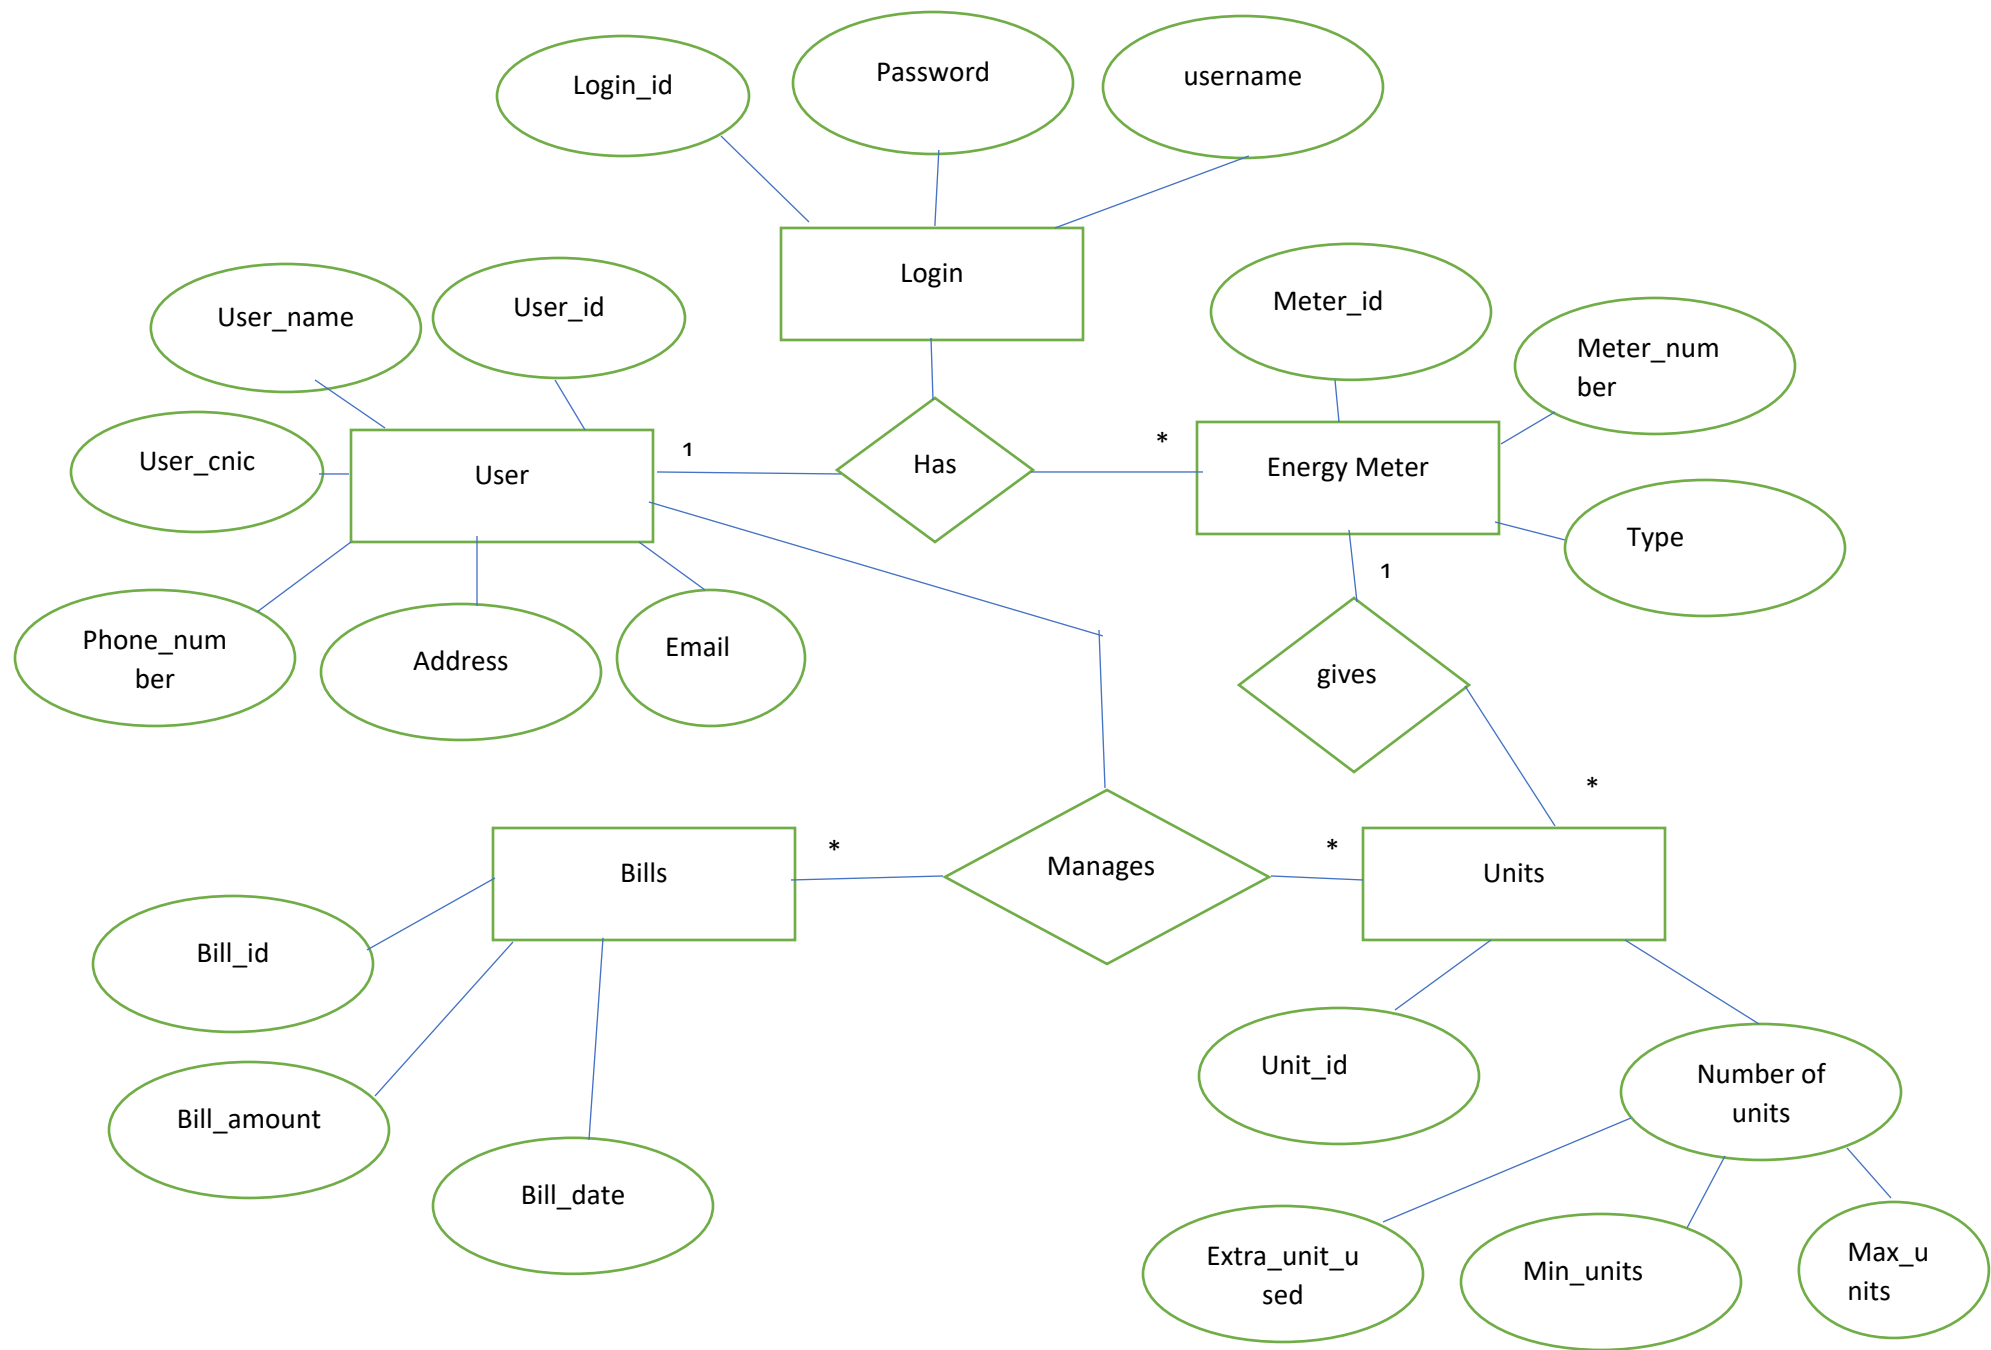 Login_id
Password
username
Login
User_name
User_id
Meter_id
Meter_num
ber
User_cnic
User
1
Has
*
Energy Meter
Type
1
Phone_num
ber
Address
Email
gives
*
Bills
*
Manages
*
Units
Bill_id
Bill_amount
Bill_date
Unit_id
Number of
units
Extra_unit_u
sed
Min_units
Max_u
nits